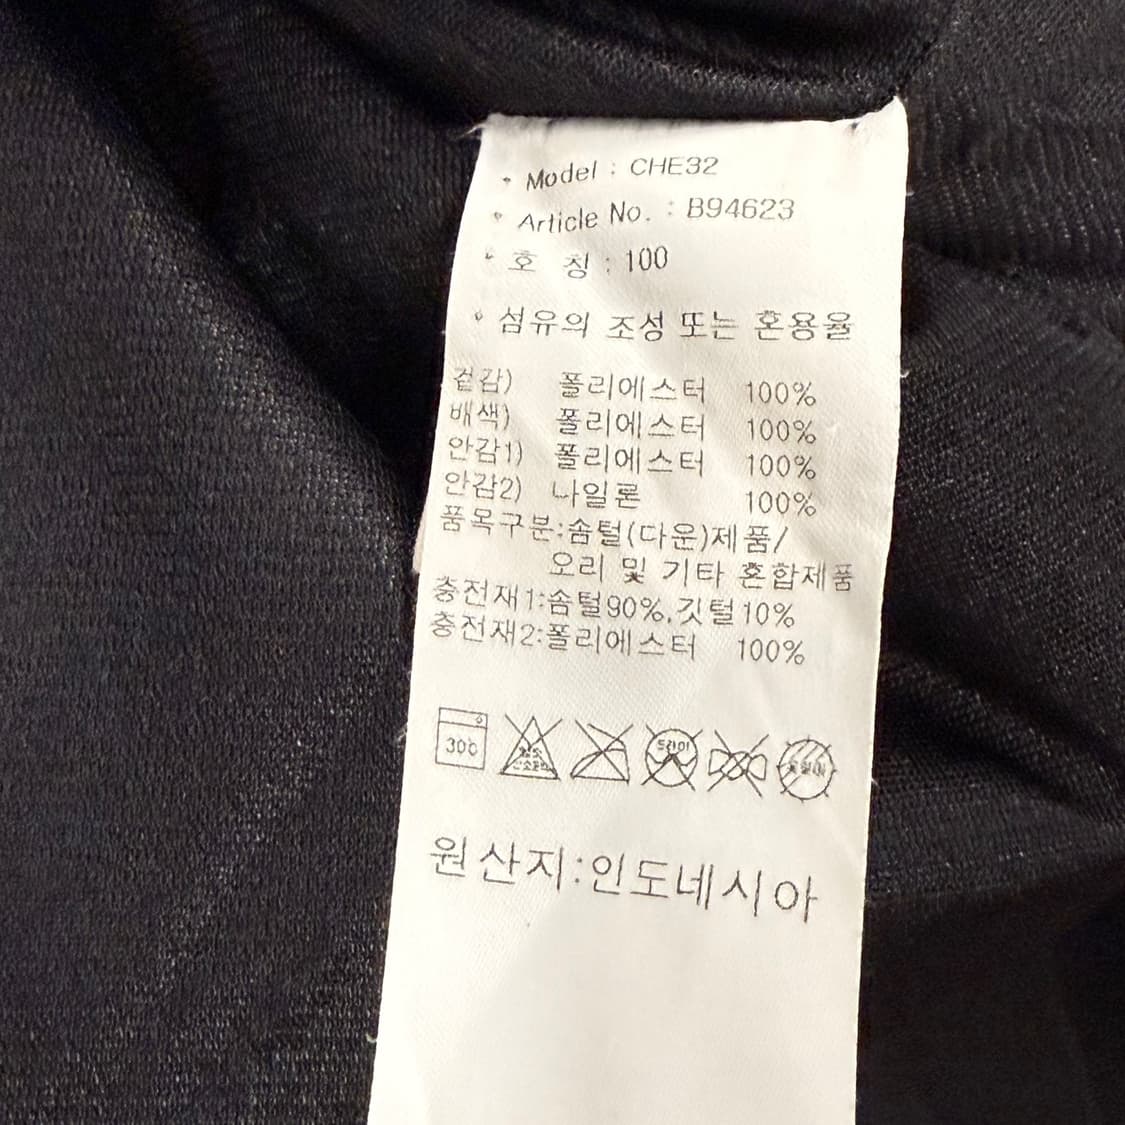 • Model : CHE32
• Article No. : B94623
• 호 칭 : 100
• 섬유의 조성 또는 혼용율
겉감) 폴리에스터 100%
배색) 폴리에스터 100%
안감1) 폴리에스터 100%
안감2) 나일론 100%
품목구분:솜털(다운)제품/
오리 및 기타 혼합제품
충전재1:솜털90%,깃털10%
충전재2:폴리에스터 100%
30℃ 드라이
원산지:인도네시아